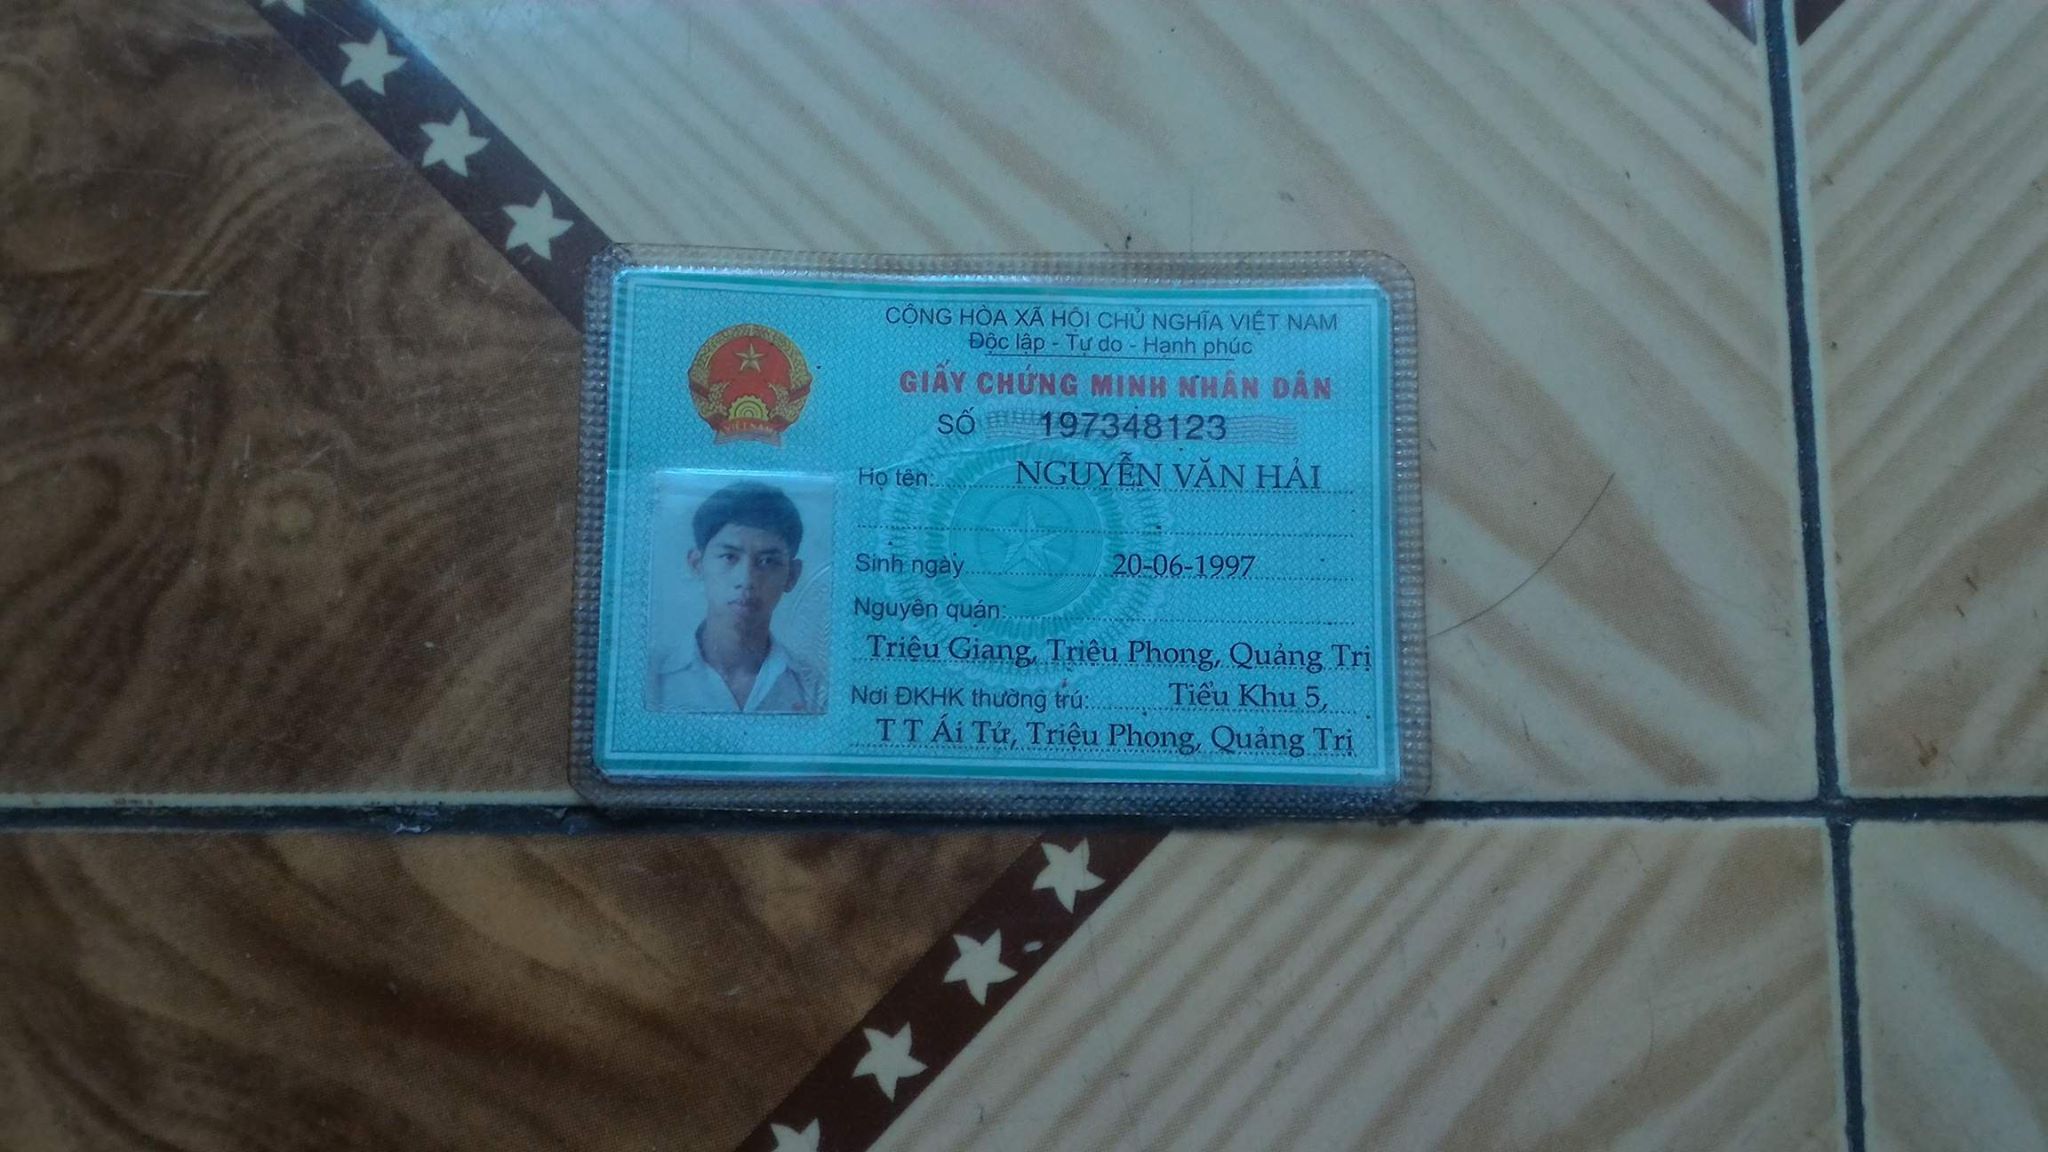 CỘNG HÒA XÃ HỘI CHỦ NGHĨA VIỆT NAM
Độc lập - Tự do - Hạnh phúc
GIẤY CHỨNG MINH NHÂN DÂN
SỐ 197348123
VIỆT NAM
Họ tên: NGUYỄN VĂN HẢI
Sinh ngày 20-06-1997
Nguyên quán:
Triệu Giang, Triệu Phong, Quảng Trị
Nơi ĐKHK thường trú: Tiểu Khu 5,
T T Ái Tử, Triệu Phong, Quảng Trị